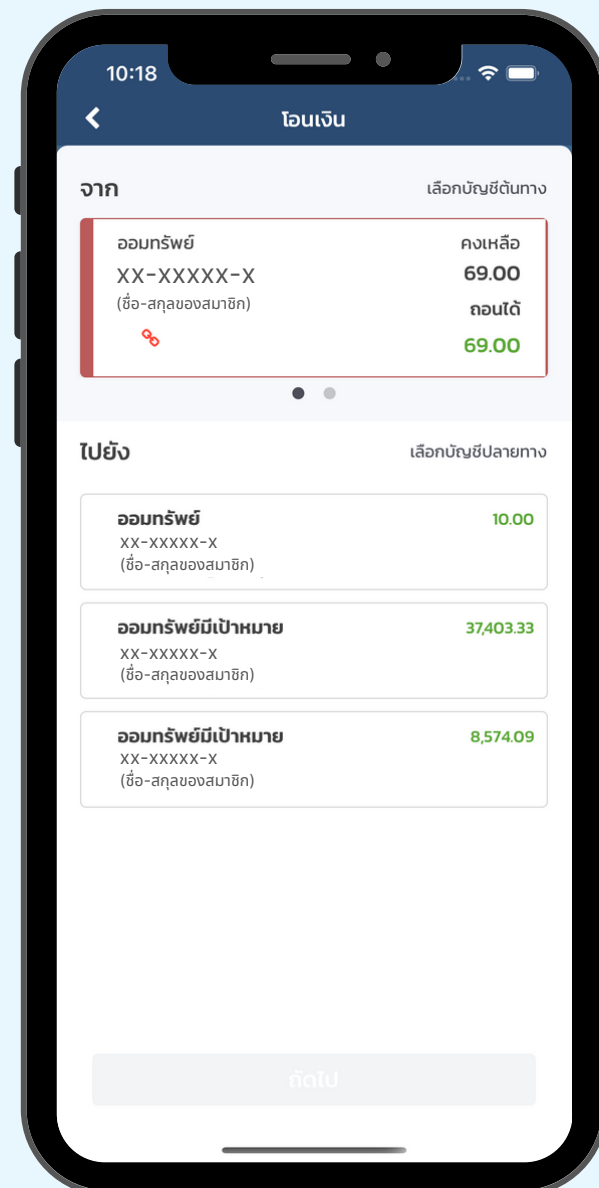 10:18
โอนเงิน
จาก
เลือกบัญชีต้นทาง
ออมทรัพย์
คงเหลือ
XX-XXXXX-X
69.00
(ชื่อ-สกุลของสมาชิก)
ถอนได้
69.00
ไปยัง
เลือกบัญชีปลายทาง
ออมทรัพย์
10.00
XX-XXXXX-X
(ชื่อ-สกุลของสมาชิก)
ออมทรัพย์มีเป้าหมาย
37,403.33
XX-XXXXX-X
(ชื่อ-สกุลของสมาชิก)
ออมทรัพย์มีเป้าหมาย
8,574.09
XX-XXXXX-X
(ชื่อ-สกุลของสมาชิก)
ถัดไป